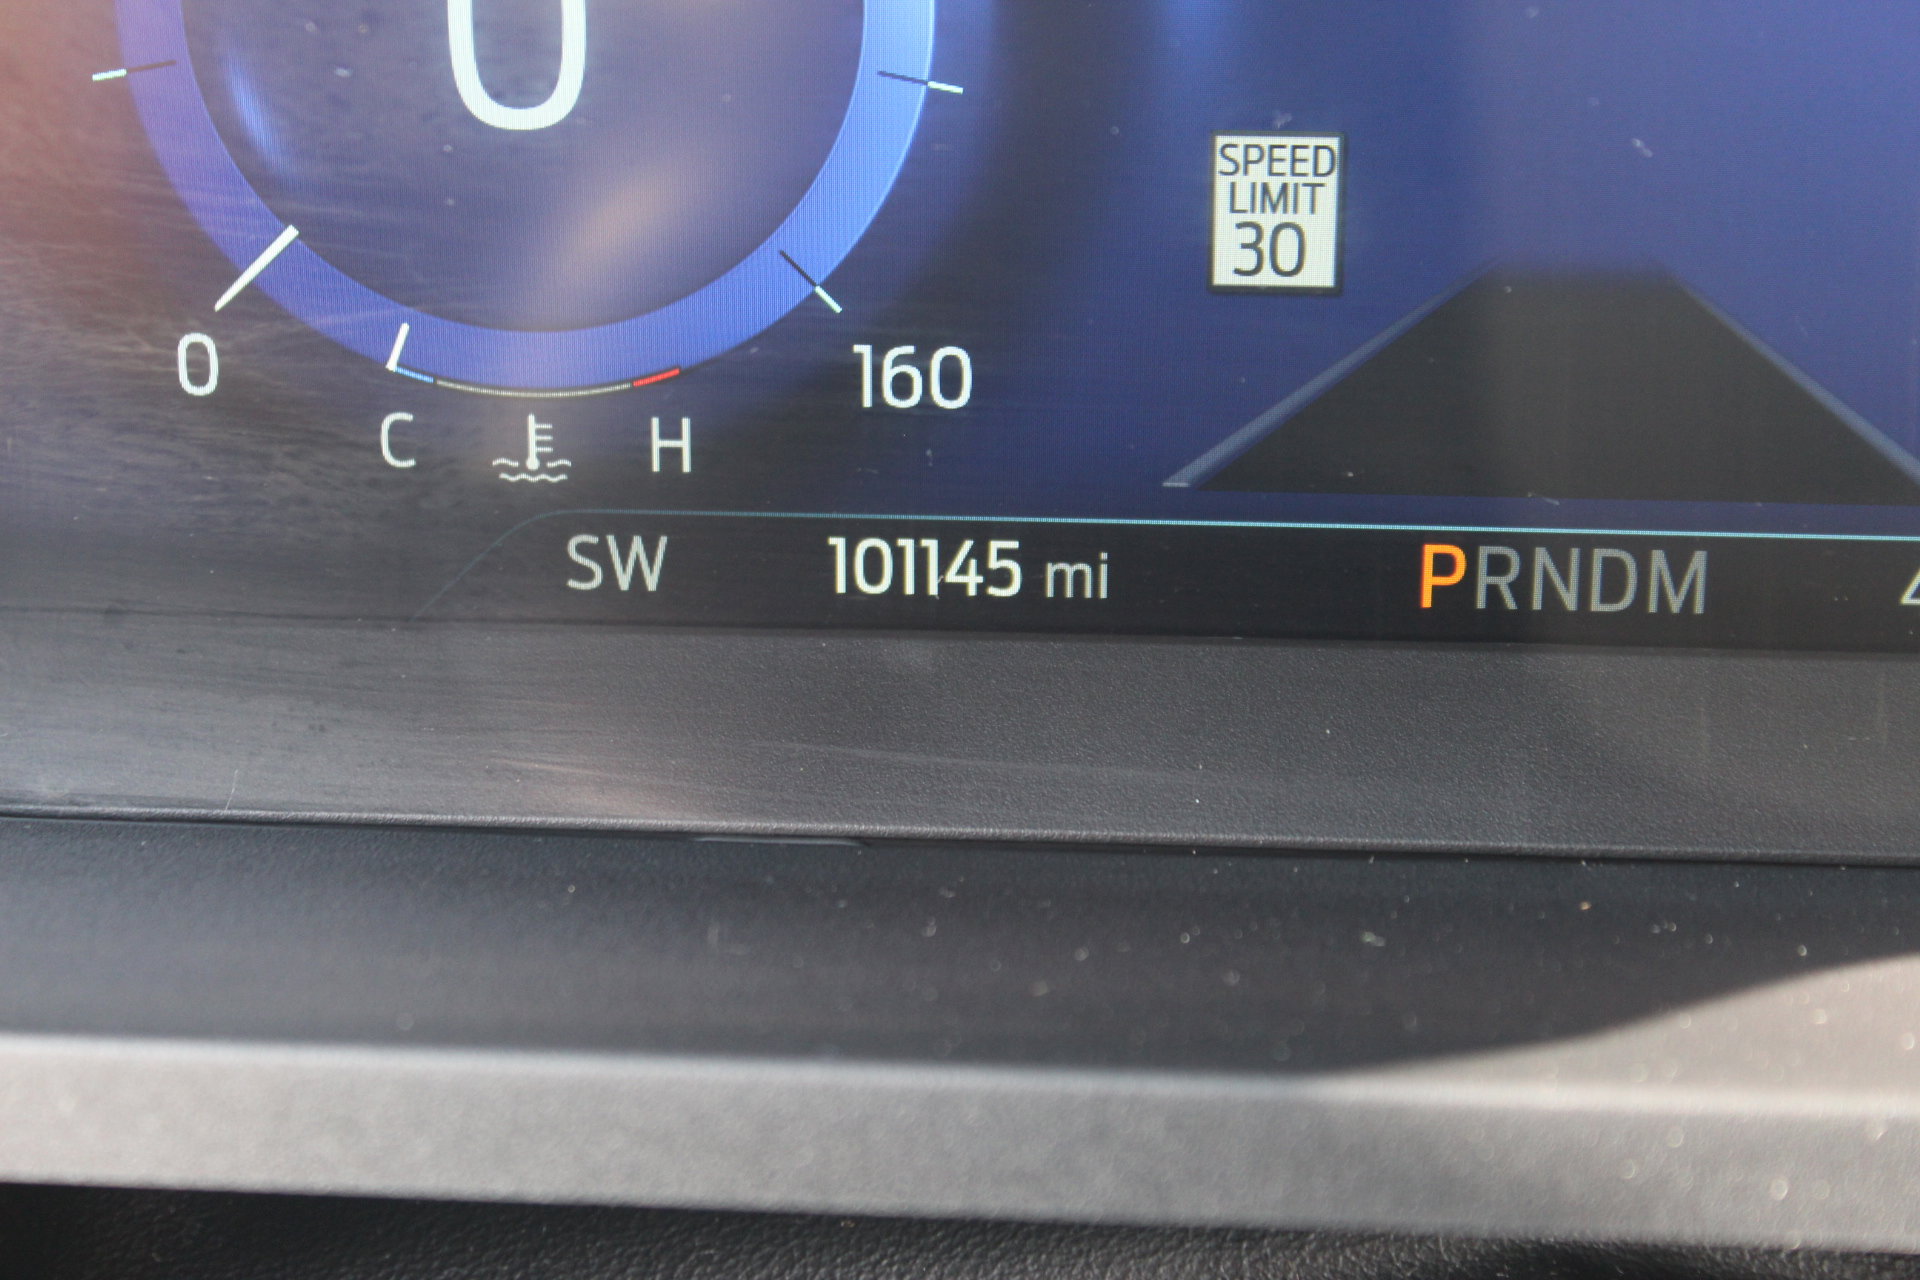 0
SPEED
LIMIT
30
0
160
C H
SW 101145 mi PRNDM